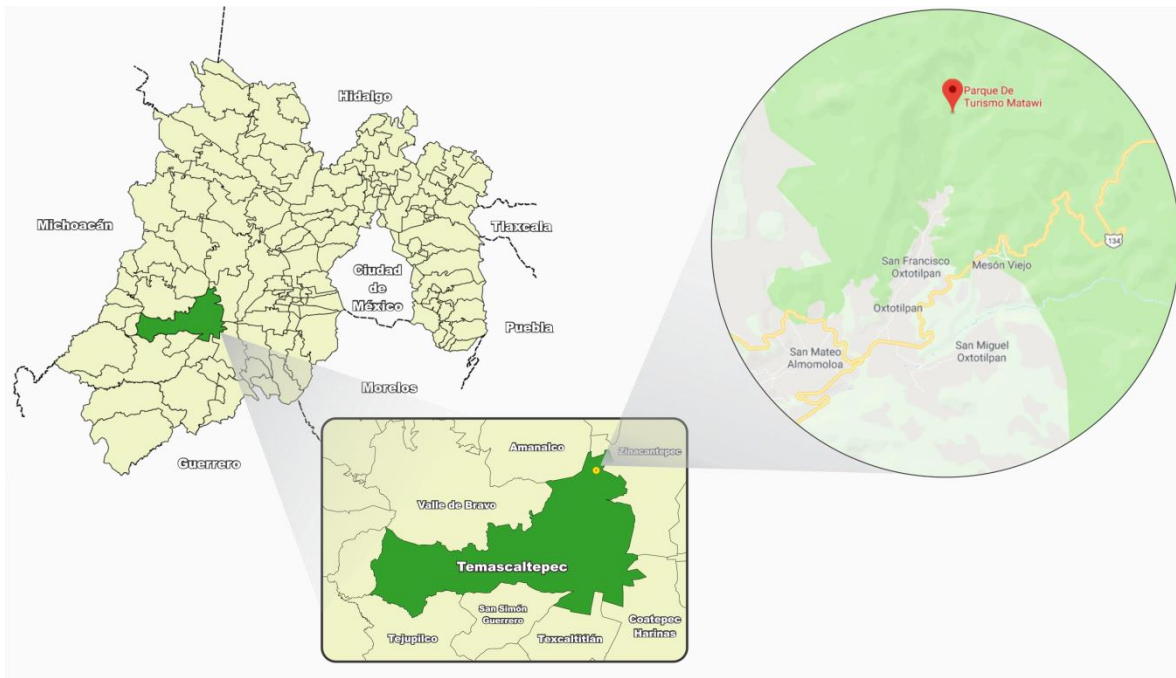 Hidalgo
Michoacán
Tlaxcala
Ciudad
de
México
Puebla
Morelos
Guerrero
Parque De
Turismo Matawi
134
San Francisco
Oxtotilpan
Mesón Viejo
Oxtotilpan
San Mateo
Almomoloa
San Miguel
Oxtotilpan
Amanalco
Zinacantepec
Valle de Bravo
Temascaltepec
San Simón
Guerrero
Tejupilco
Texcaltitlán
Coatepec
Harinas